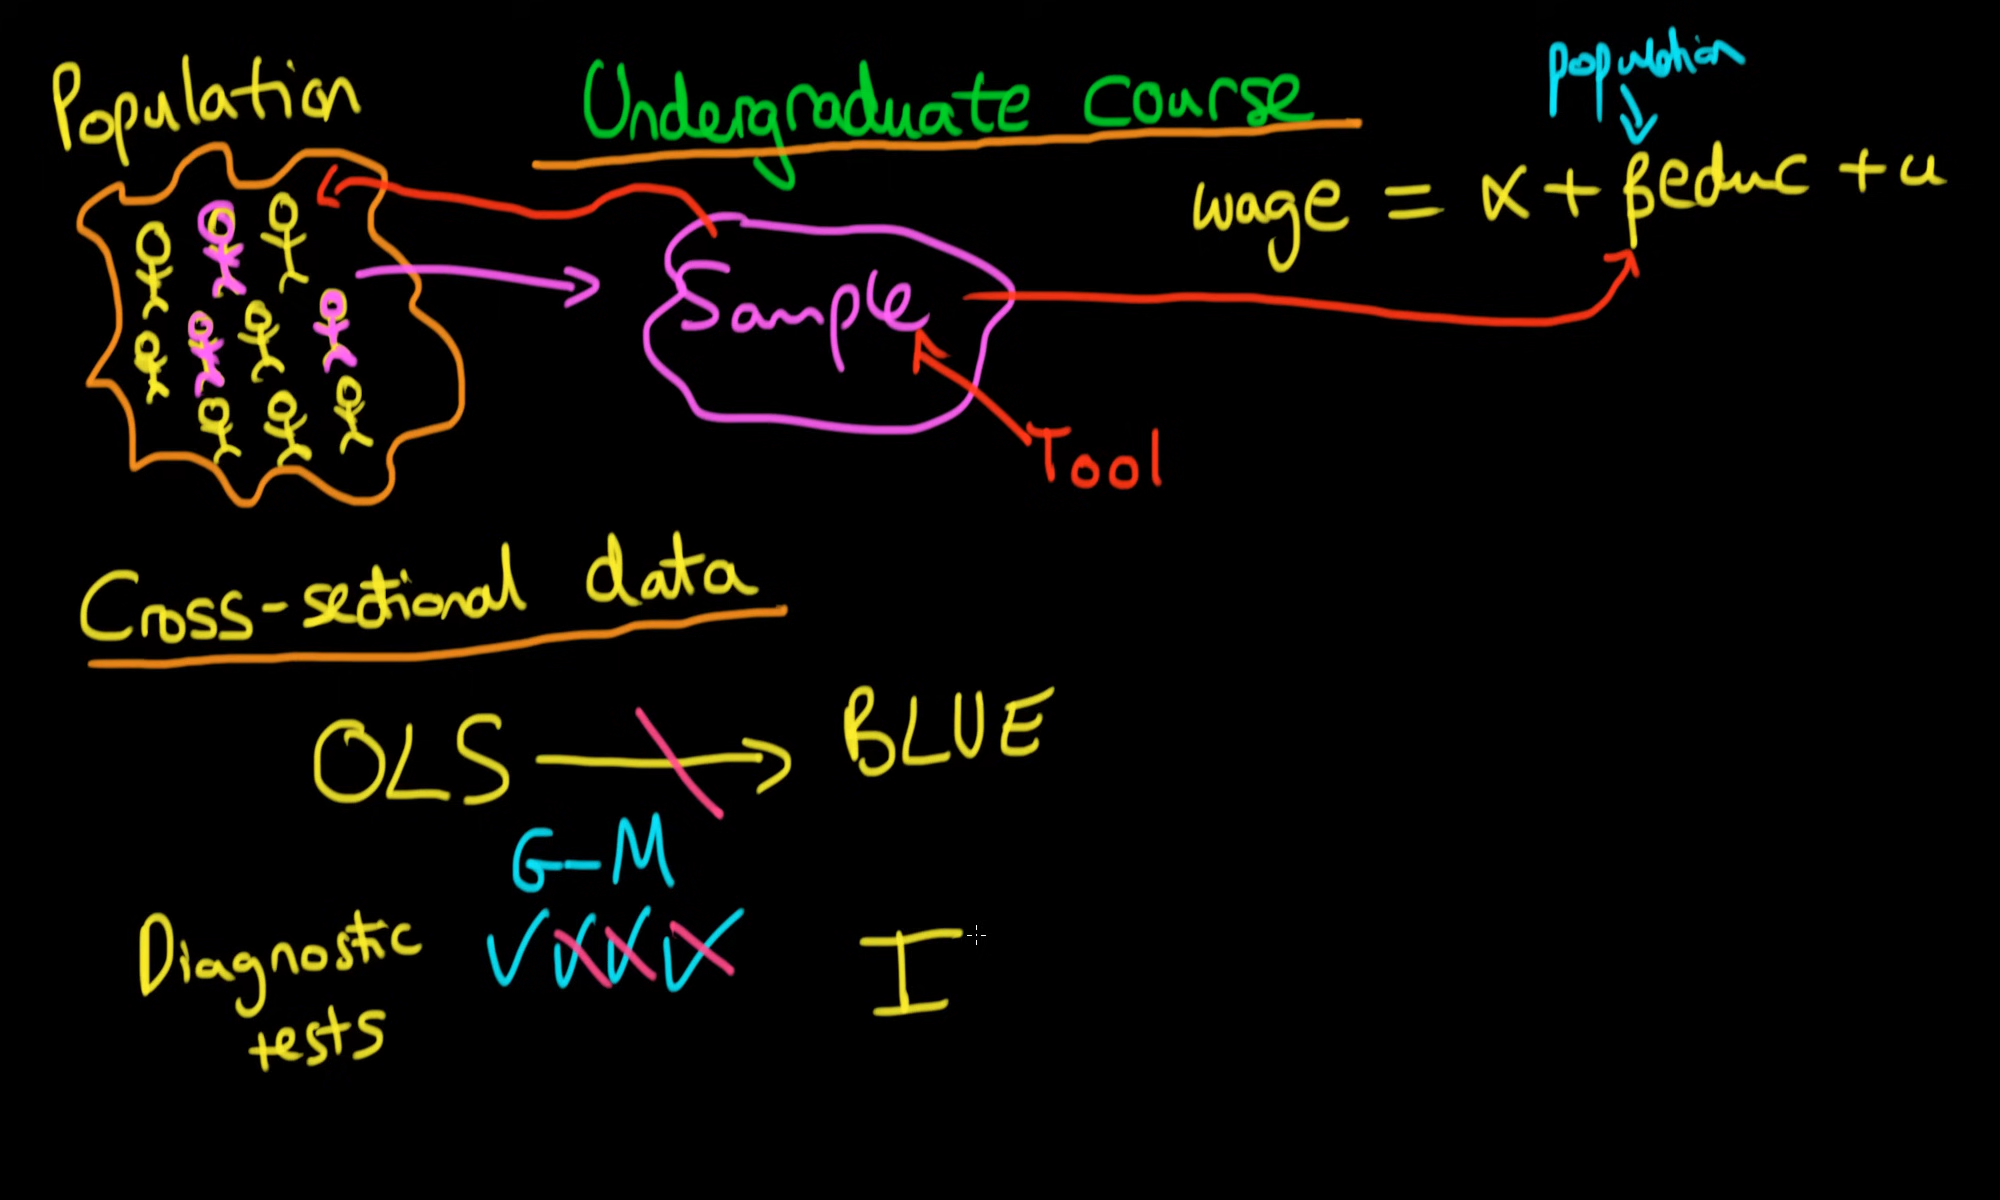 Population
Undergraduate course
population
wage = α + βeduc + u
Sample
Tool
Cross-sectional data
OLS → BLUE
G-M
Diagnostic
tests
✓✓✓✓
I